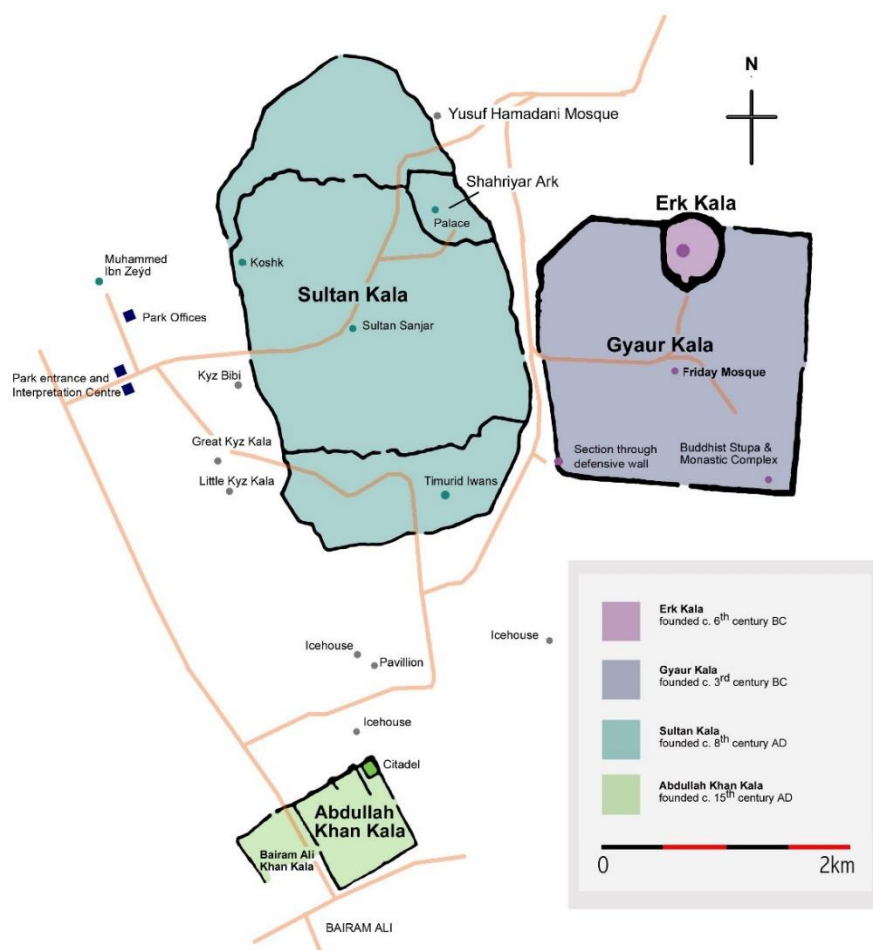 N
Yusuf Hamadani Mosque
Shahriyar Ark
Palace
Erk Kala
Muhammed
Ibn Zeýd
Koshk
Park Offices
Sultan Kala
Sultan Sanjar
Gyaur Kala
Friday Mosque
Park entrance and
Interpretation Centre
Kyz Bibi
Great Kyz Kala
Little Kyz Kala
Timurid Iwans
Section through
defensive wall
Buddhist Stupa &
Monastic Complex
Icehouse
Pavillion
Icehouse
Icehouse
Citadel
Abdullah
Khan Kala
Bairam Ali
Khan Kala
BAIRAM ALI
Erk Kala
founded c. 6th century BC
Gyaur Kala
founded c. 3rd century BC
Sultan Kala
founded c. 8th century AD
Abdullah Khan Kala
founded c. 15th century AD
0 2km